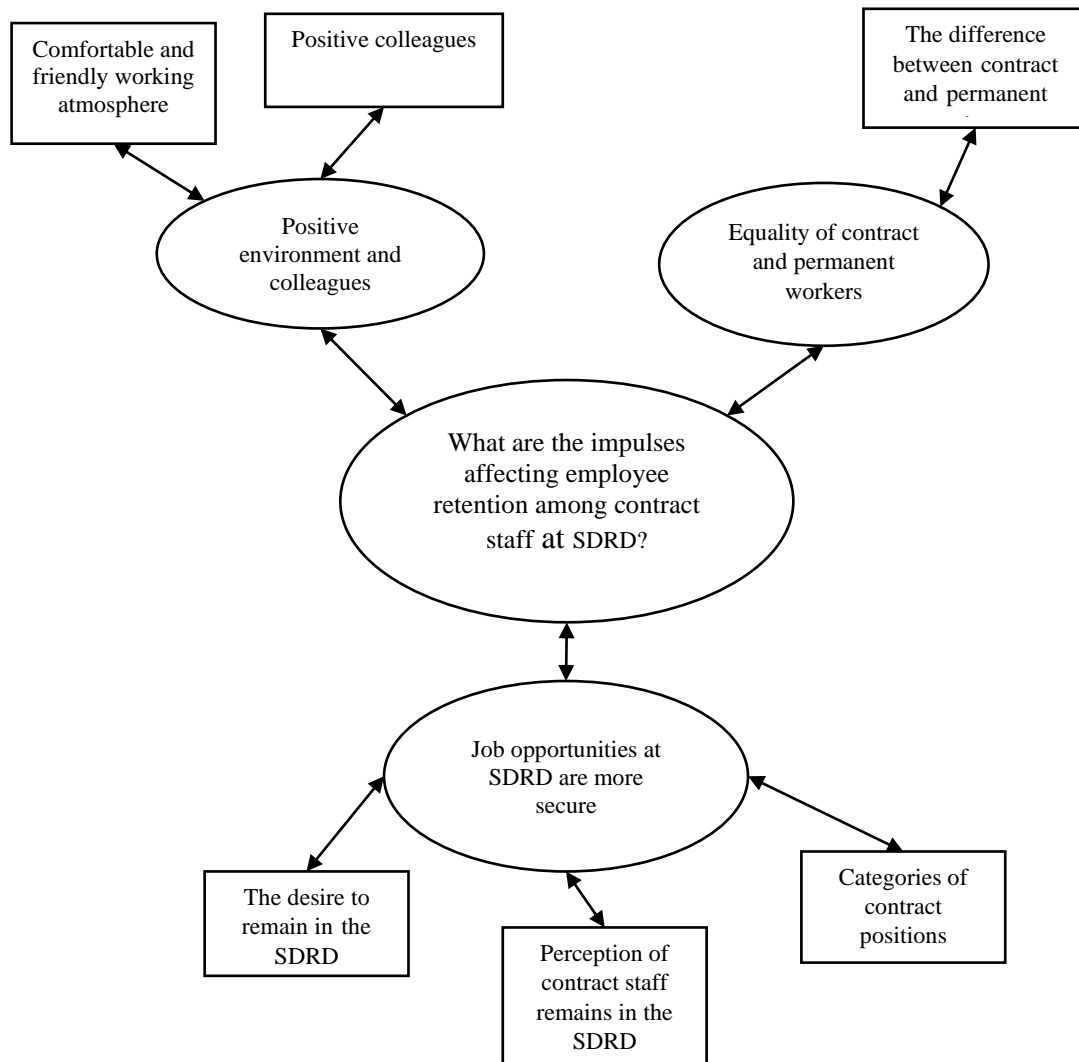 Comfortable and
friendly working
atmosphere
Positive colleagues
The difference
between contract
and permanent
Positive
environment and
colleagues
Equality of contract
and permanent
workers
What are the impulses
affecting employee
retention among contract
staff at SDRD?
Job opportunities at
SDRD are more
secure
The desire to
remain in the
SDRD
Perception of
contract staff
remains in the
SDRD
Categories of
contract
positions